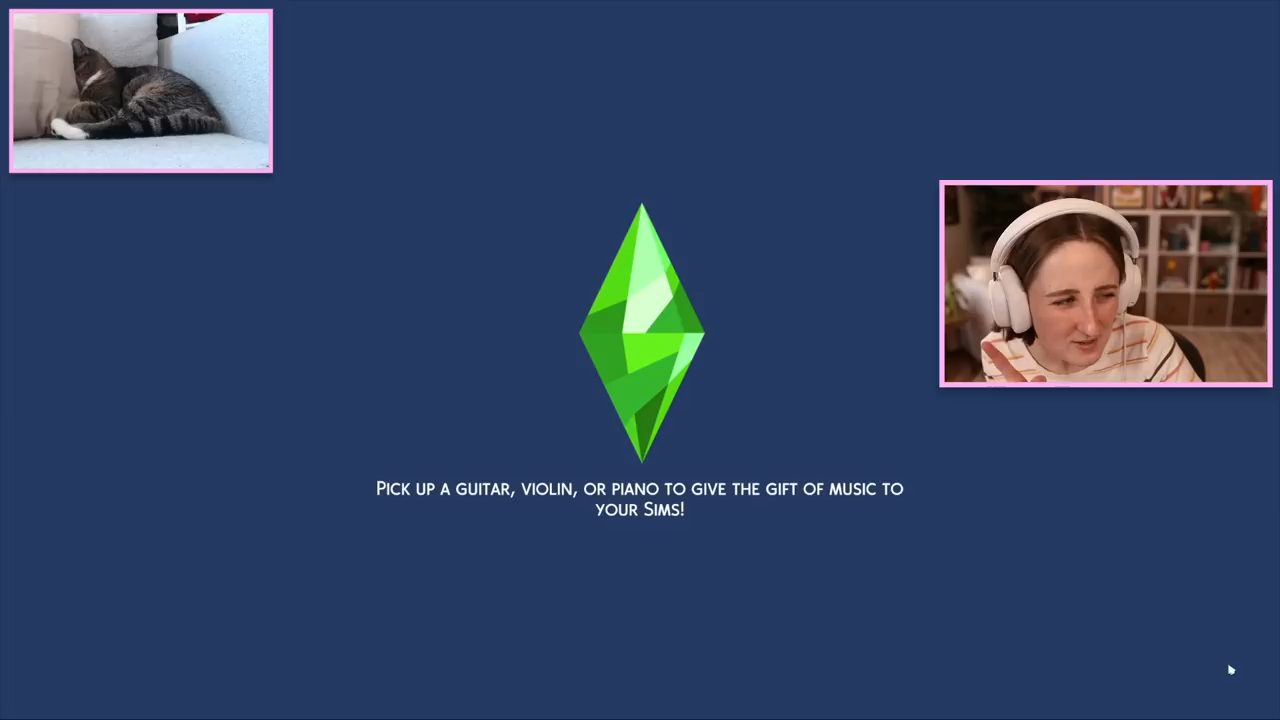 Pick up a guitar, violin, or piano to give the gift of music to
your Sims!